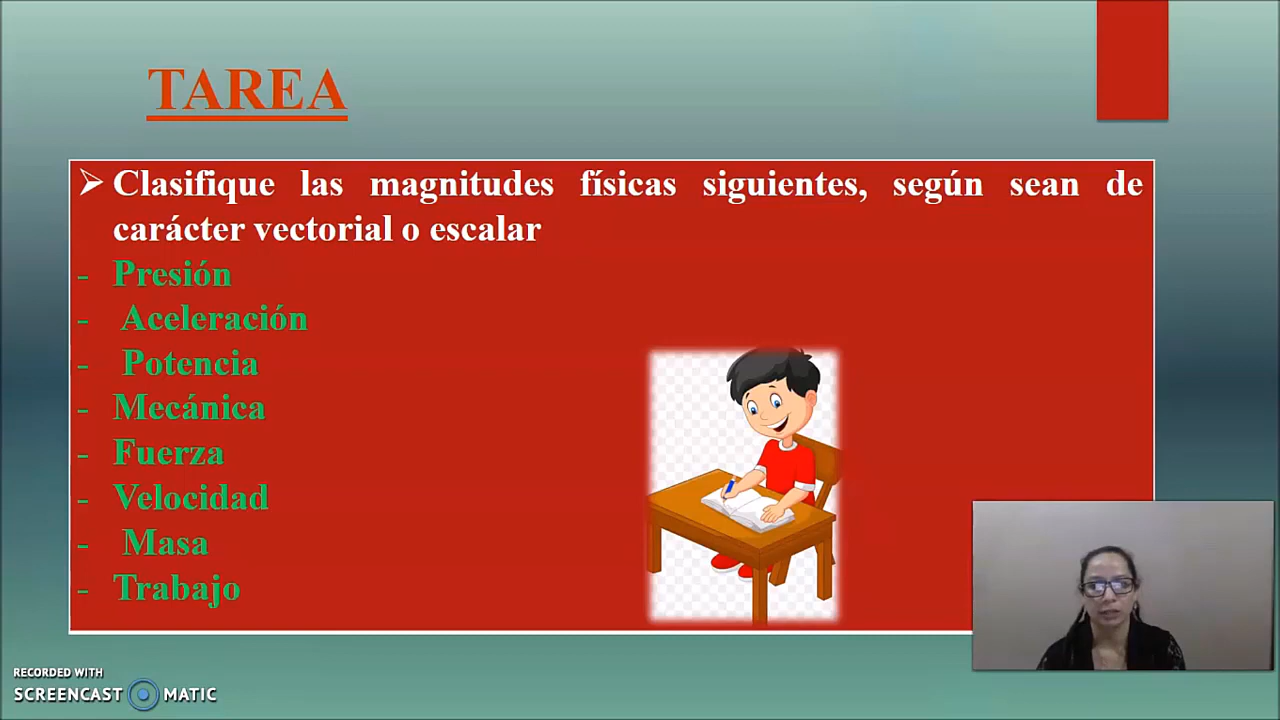 TAREA
➢ Clasifique las magnitudes físicas siguientes, según sean de
carácter vectorial o escalar
- Presión
- Aceleración
- Potencia
- Mecánica
- Fuerza
- Velocidad
- Masa
- Trabajo
RECORDED WITH
SCREENCAST MATIC